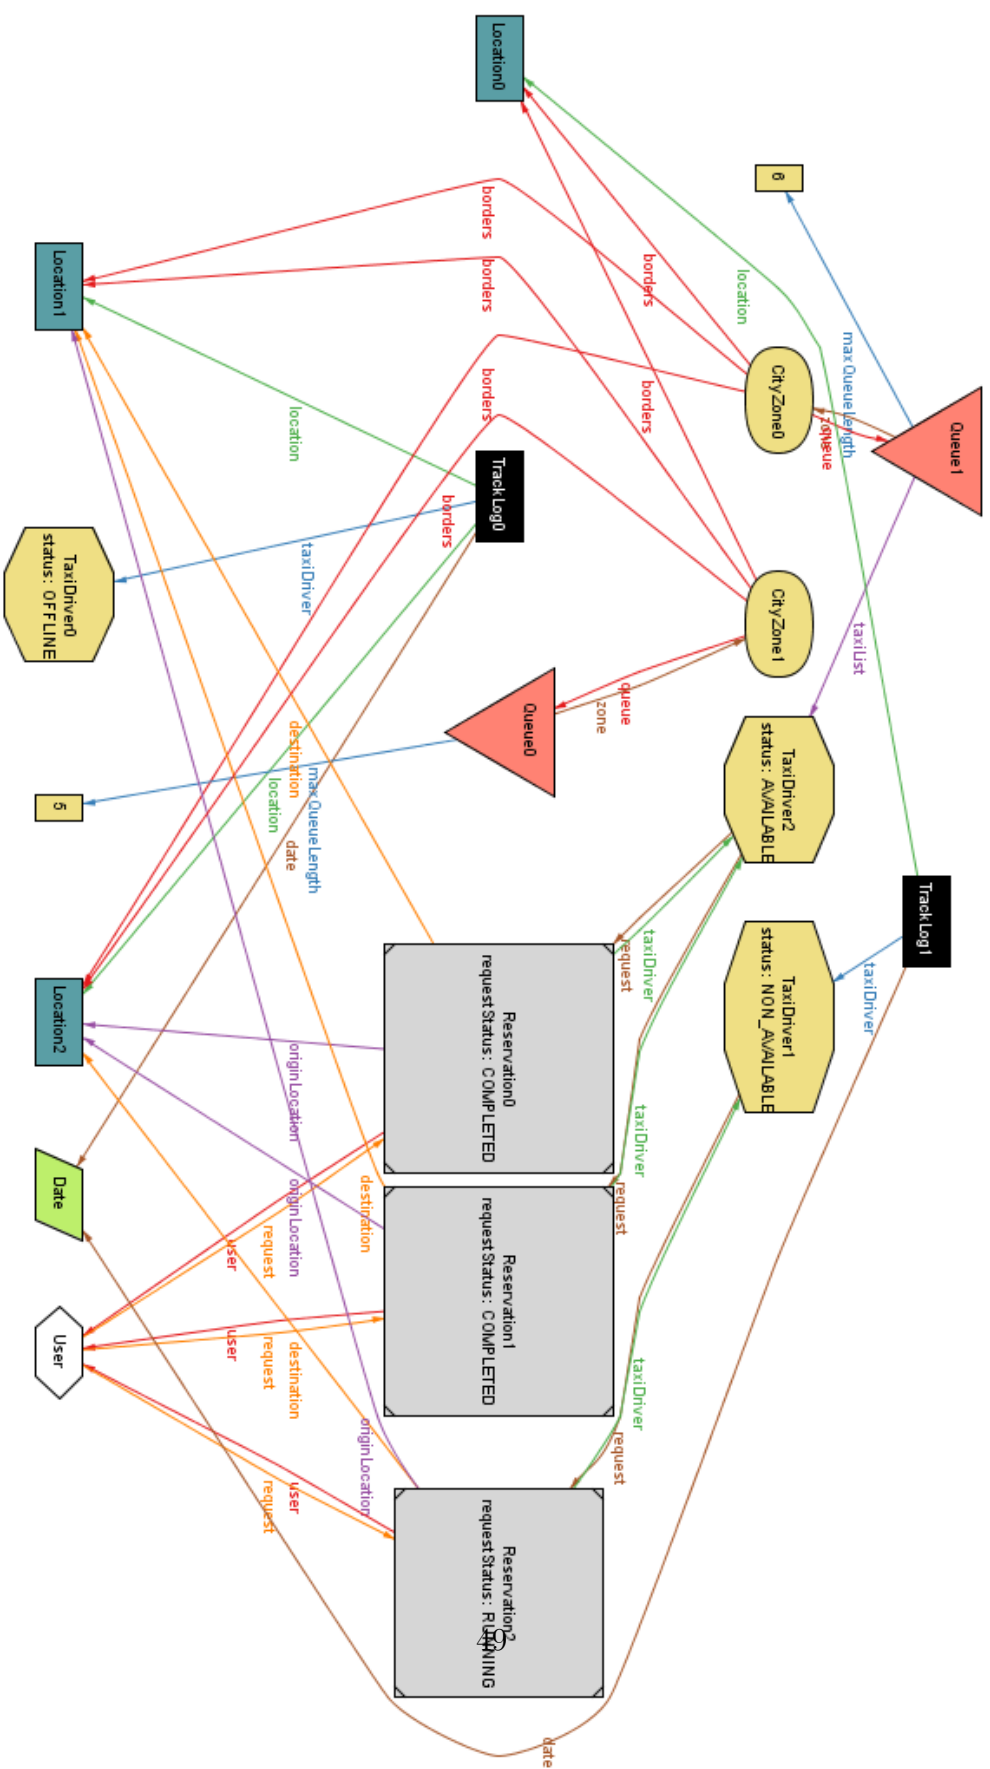 Queue1
TrackLog1
taxiDriver
taxiList
maxQueueLength
zone
queue
6
CityZone0
CityZone1
TaxiDriver2
status: AVAILABLE
TaxiDriver1
status: NON_AVAILABLE
location
borders
borders
taxiDriver
taxiDriver
taxiDriver
queue
request
request
request
zone
date
Queue0
Location0
TrackLog0
Reservation0
requestStatus: COMPLETED
Reservation1
requestStatus: COMPLETED
Reservation2
requestStatus: RUNNING
49
borders
borders
borders
borders
destination
originLocation
maxQueueLength
taxiDriver
location
destination
date
originLocation
originLocation
destination
user
location
request
request
request
user
user
Location1
TaxiDriver0
status: OFFLINE
5
Location2
Date
User